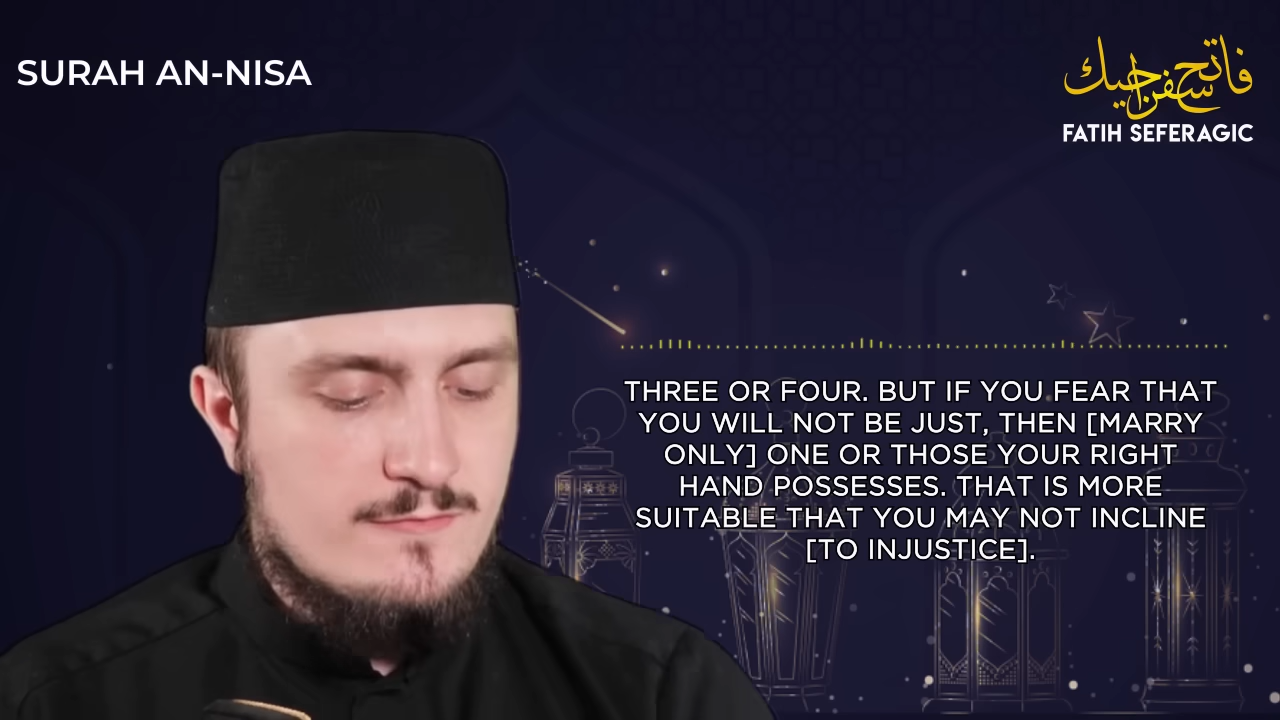 SURAH AN-NISA
فاتح سفراجيك
FATIH SEFERAGIC
THREE OR FOUR. BUT IF YOU FEAR THAT
YOU WILL NOT BE JUST, THEN [MARRY
ONLY] ONE OR THOSE YOUR RIGHT
HAND POSSESSES. THAT IS MORE
SUITABLE THAT YOU MAY NOT INCLINE
[TO INJUSTICE].